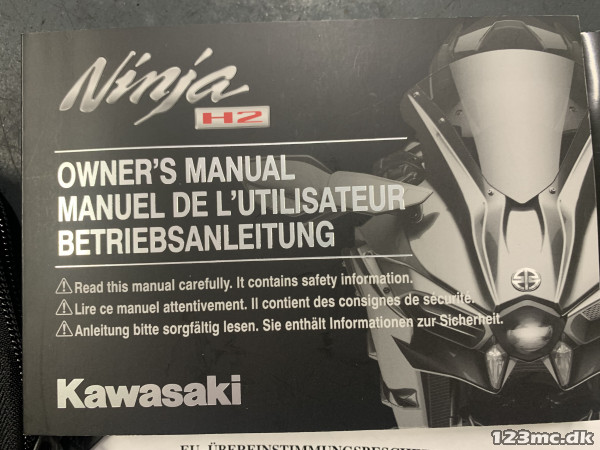 Ninja
H2
OWNER'S MANUAL
MANUEL DE L'UTILISATEUR
BETRIEBSANLEITUNG
Read this manual carefully. It contains safety information.
Lire ce manuel attentivement. Il contient des consignes de sécurité.
Anleitung bitte sorgfältig lesen. Sie enthält Informationen zur Sicherheit.
Kawasaki
123mc.dk